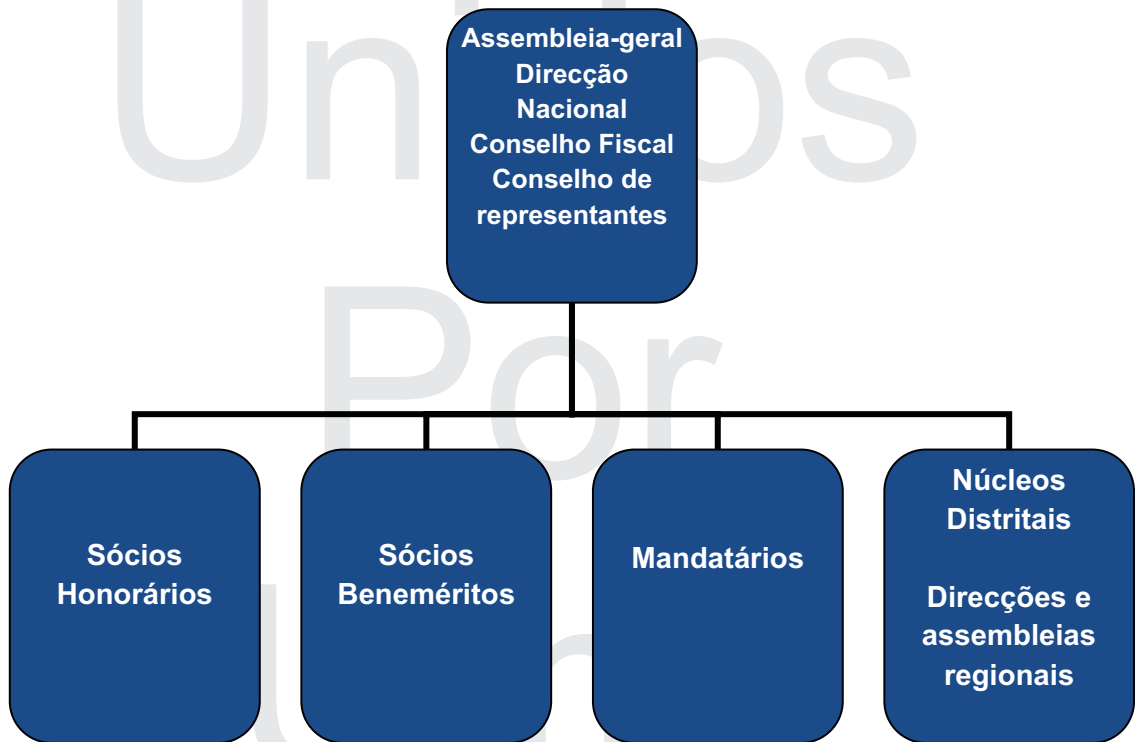 Assembleia-geral
Direcção
Nacional
Conselho Fiscal
Conselho de
representantes
Por
Sócios
Honorários
Sócios
Beneméritos
Mandatários
Núcleos
Distritais
Direcções e
assembleias
regionais